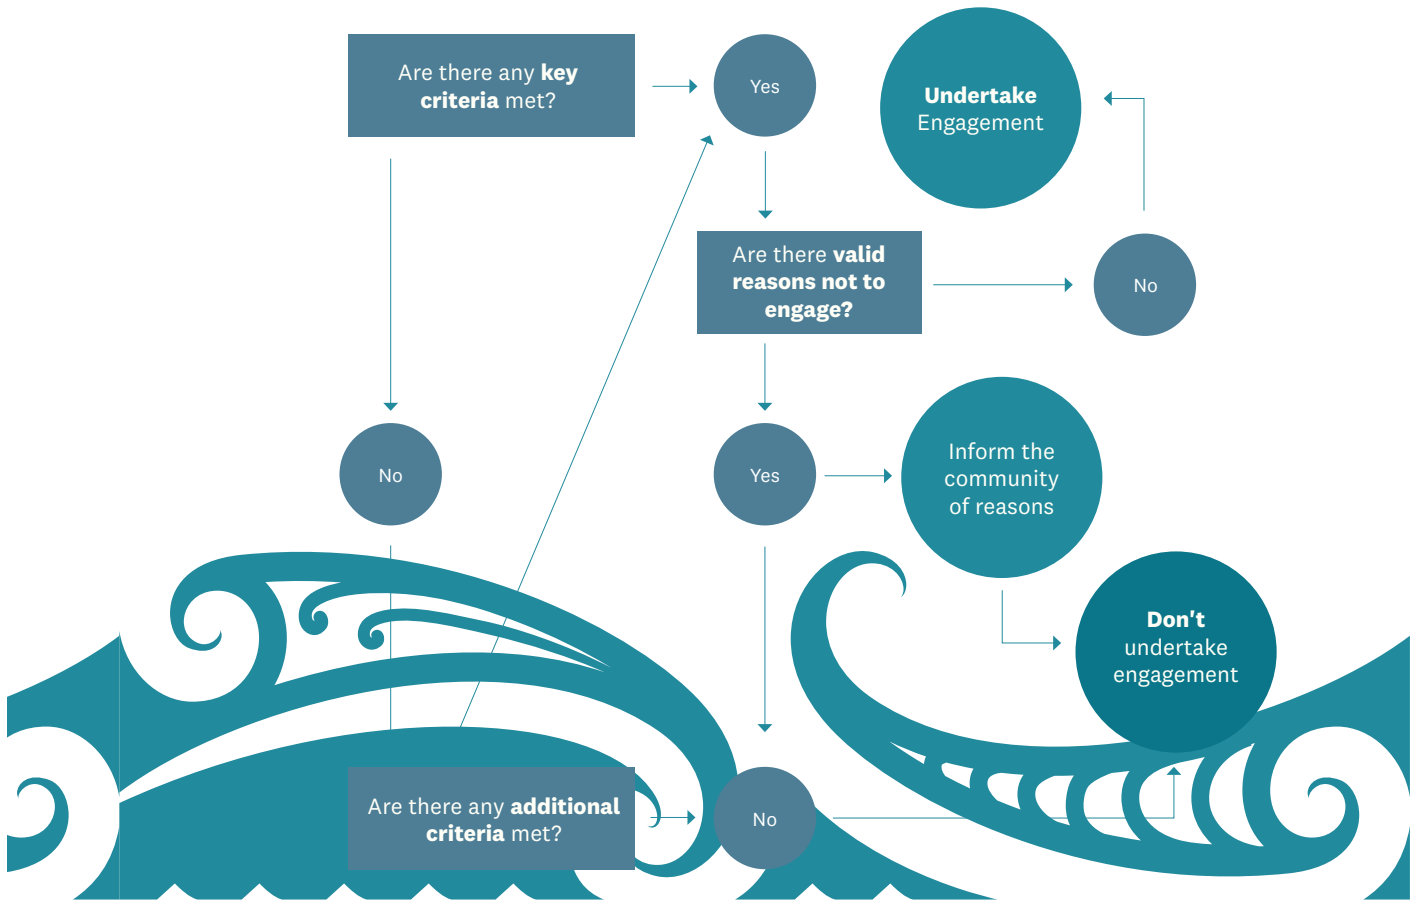 Are there any key
criteria met?
Yes
Undertake
Engagement
Are there valid
reasons not to
engage?
No
No
Yes
Inform the
community
of reasons
Don't
undertake
engagement
Are there any additional
criteria met?
No